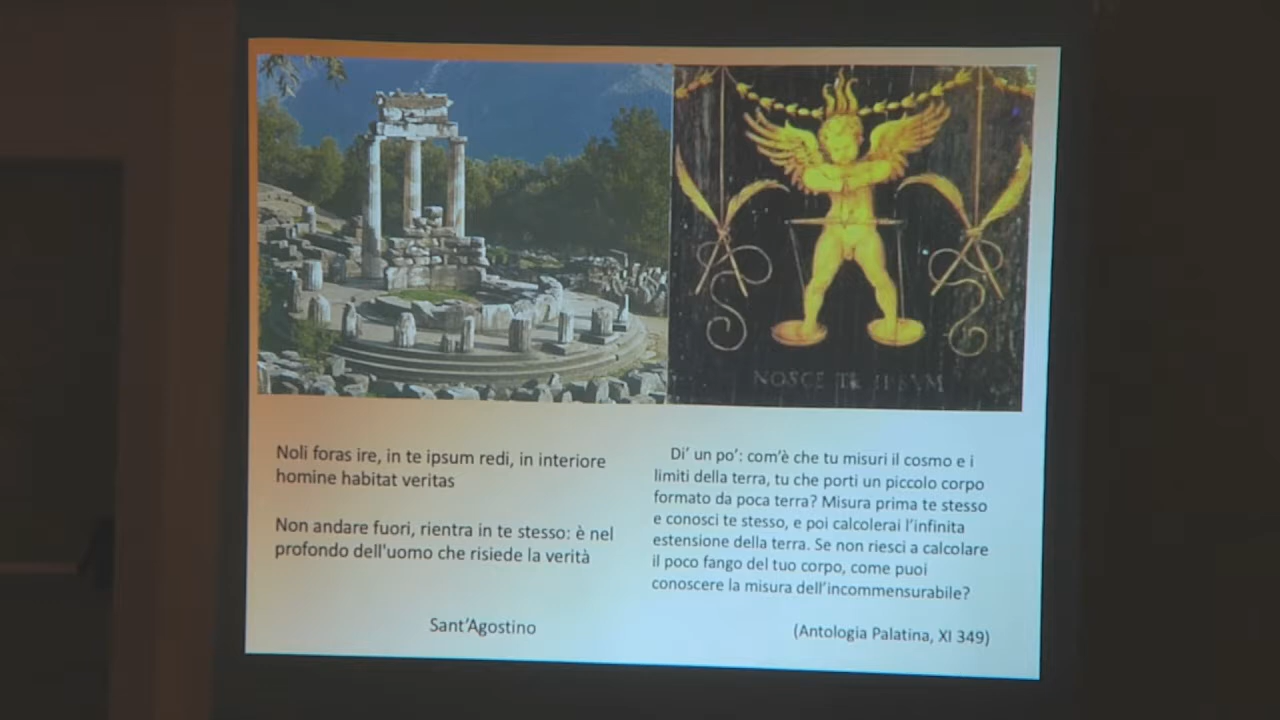 NOSCE TE IPSVM
Noli foras ire, in te ipsum redi, in interiore
homine habitat veritas
Non andare fuori, rientra in te stesso: è nel
profondo dell'uomo che risiede la verità
Sant'Agostino
Di' un po': com'è che tu misuri il cosmo e i
limiti della terra, tu che porti un piccolo corpo
formato da poca terra? Misura prima te stesso
e conosci te stesso, e poi calcolerai l'infinita
estensione della terra. Se non riesci a calcolare
il poco fango del tuo corpo, come puoi
conoscere la misura dell'incommensurabile?
(Antologia Palatina, XI 349)